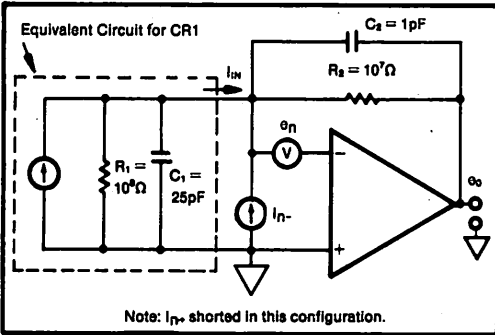 Equivalent Circuit for CR1
C₂ = 1pF
I_IN
R₂ = 10⁷Ω
e_n
V
R₁ =
10⁸Ω
C₁ =
25pF
I_n-
−
+
e_o
Note: I_n+ shorted in this configuration.